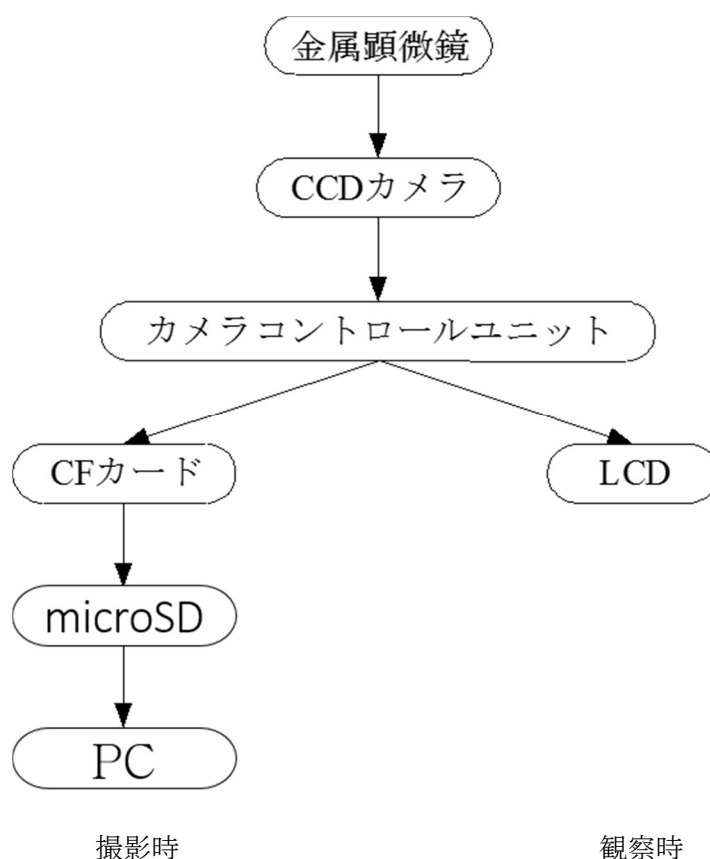 金属顕微鏡
CCDカメラ
カメラコントロールユニット
CFカード
LCD
microSD
PC
撮影時
観察時